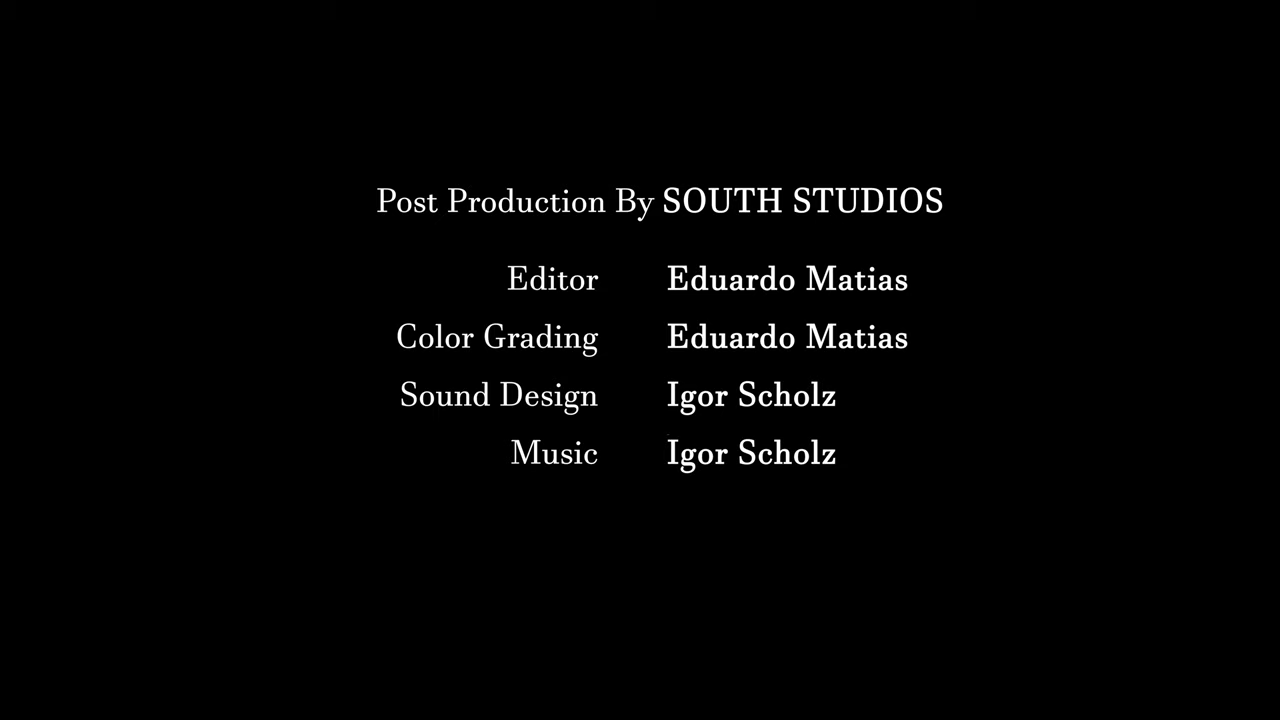 Post Production By SOUTH STUDIOS
Editor Eduardo Matias
Color Grading Eduardo Matias
Sound Design Igor Scholz
Music Igor Scholz